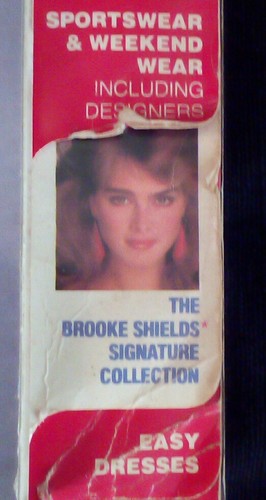 SPORTSWEAR
& WEEKEND
WEAR
INCLUDING
DESIGNERS
THE
BROOKE SHIELDS*
SIGNATURE
COLLECTION
EASY
DRESSES